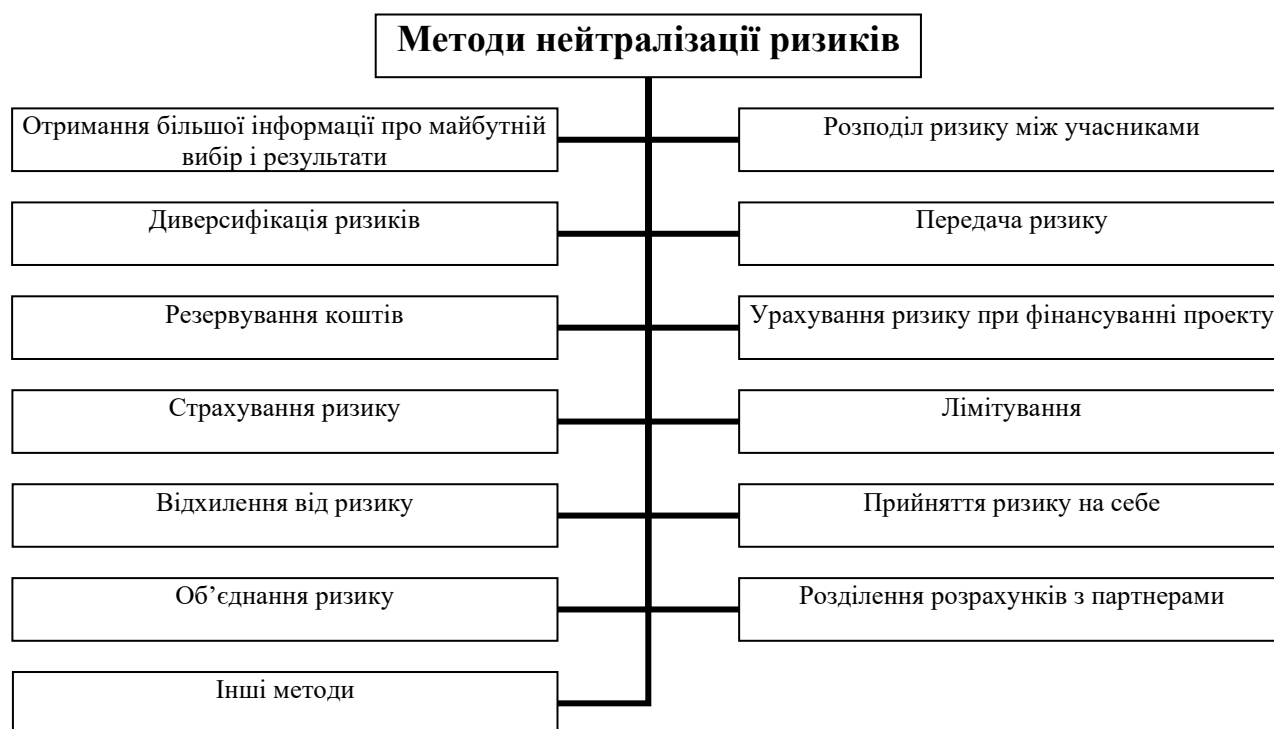 Методи нейтралізації ризиків
Отримання більшої інформації про майбутній
вибір і результати
Розподіл ризику між учасниками
Диверсифікація ризиків
Передача ризику
Резервування коштів
Урахування ризику при фінансуванні проекту
Страхування ризику
Лімітування
Відхилення від ризику
Прийняття ризику на себе
Об’єднання ризику
Розділення розрахунків з партнерами
Інші методи